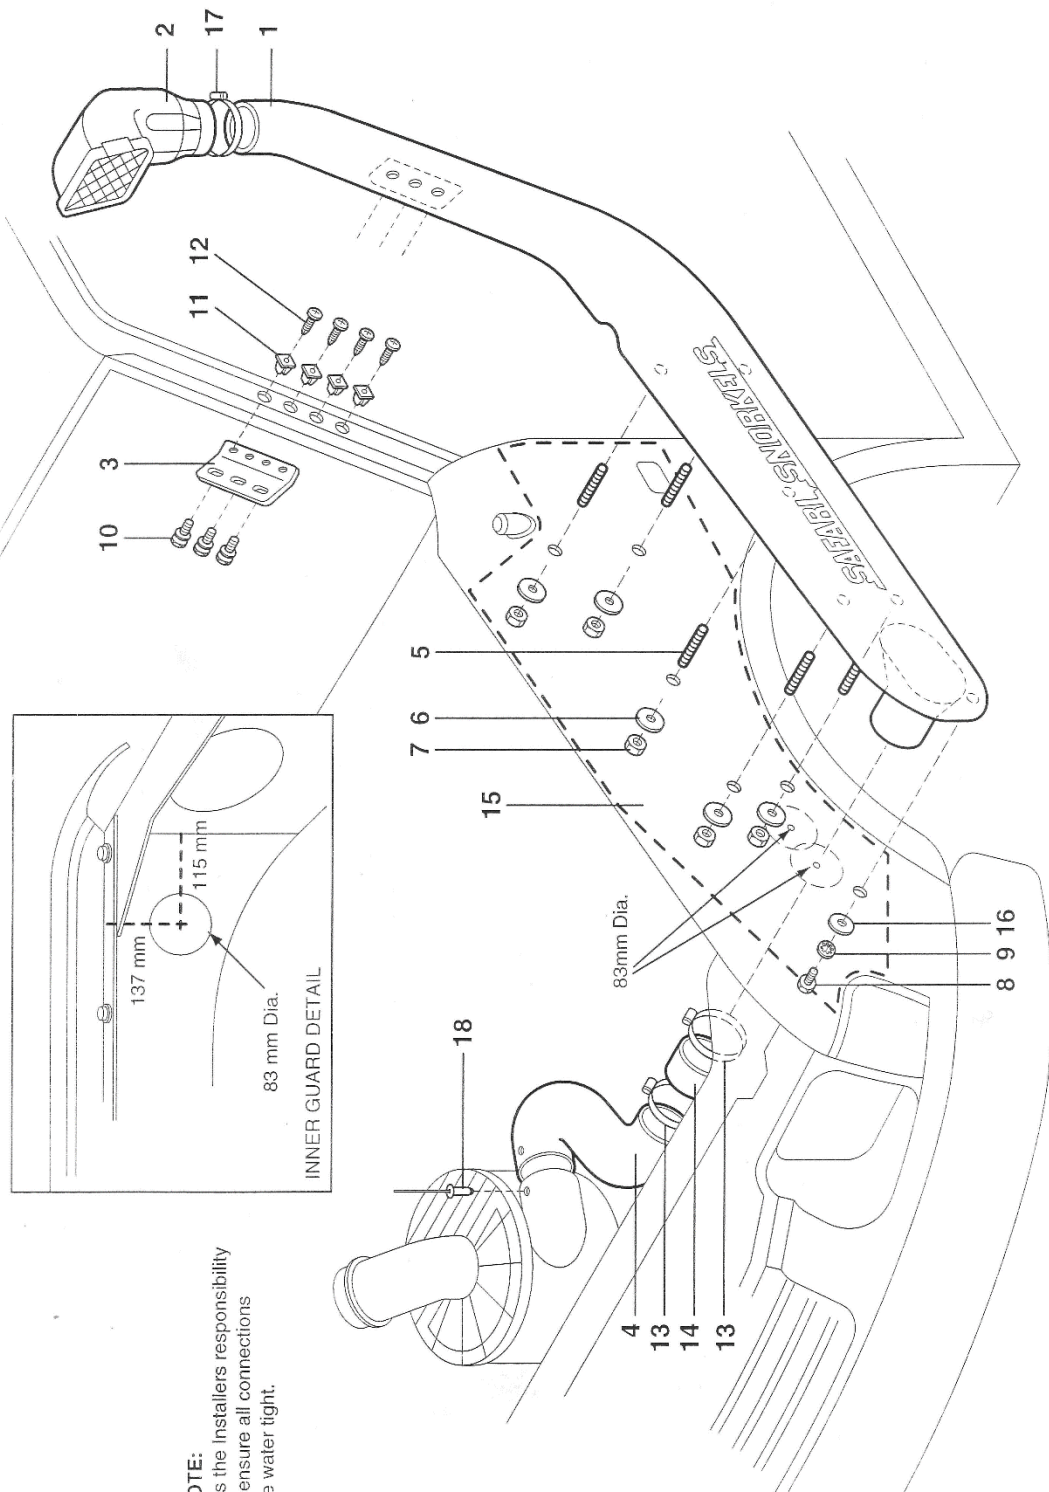 OTE:
s the Installers responsibility
ensure all connections
e water tight.
137 mm
115 mm
83 mm Dia.
INNER GUARD DETAIL
2
17
1
12
11
3
10
5
6
7
15
SAFARI SNORKELS
83mm Dia.
18
4
13
14
13
8
9
16